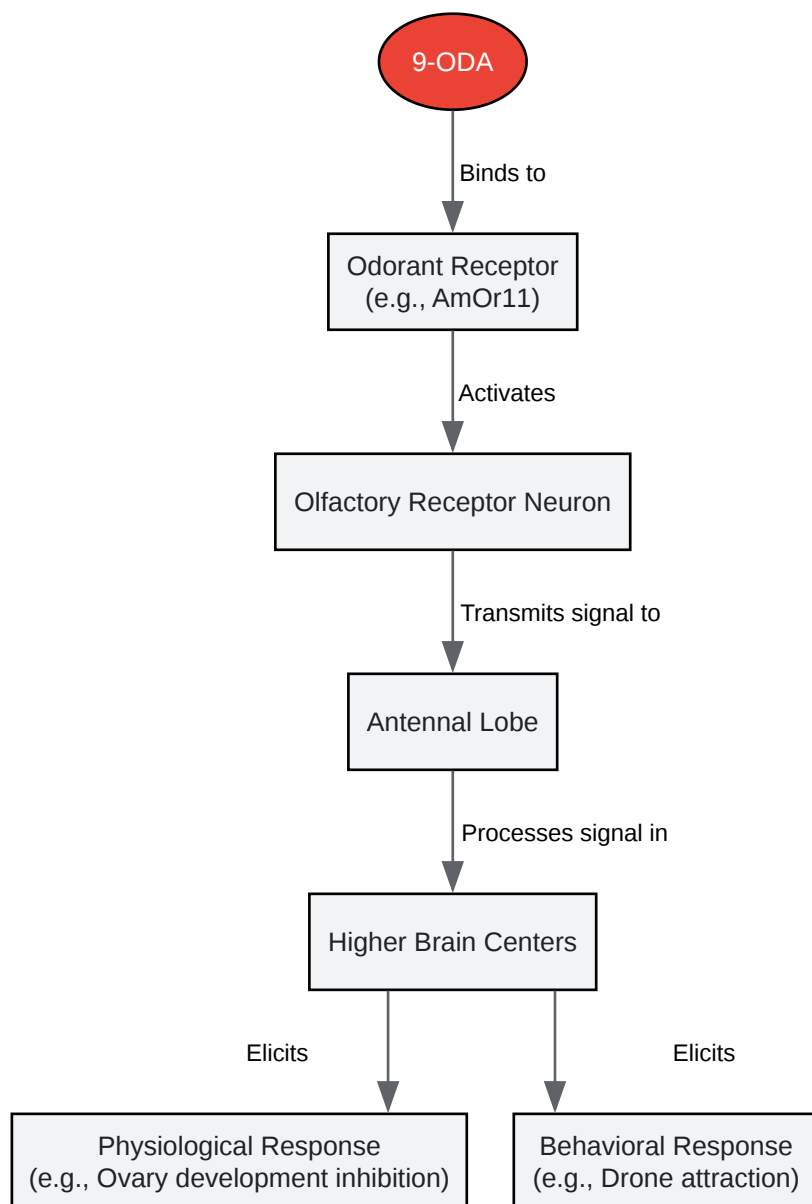 9-ODA
Binds to
Odorant Receptor
(e.g., AmOr11)
Activates
Olfactory Receptor Neuron
Transmits signal to
Antennal Lobe
Processes signal in
Higher Brain Centers
Elicits
Elicits
Physiological Response
(e.g., Ovary development inhibition)
Behavioral Response
(e.g., Drone attraction)